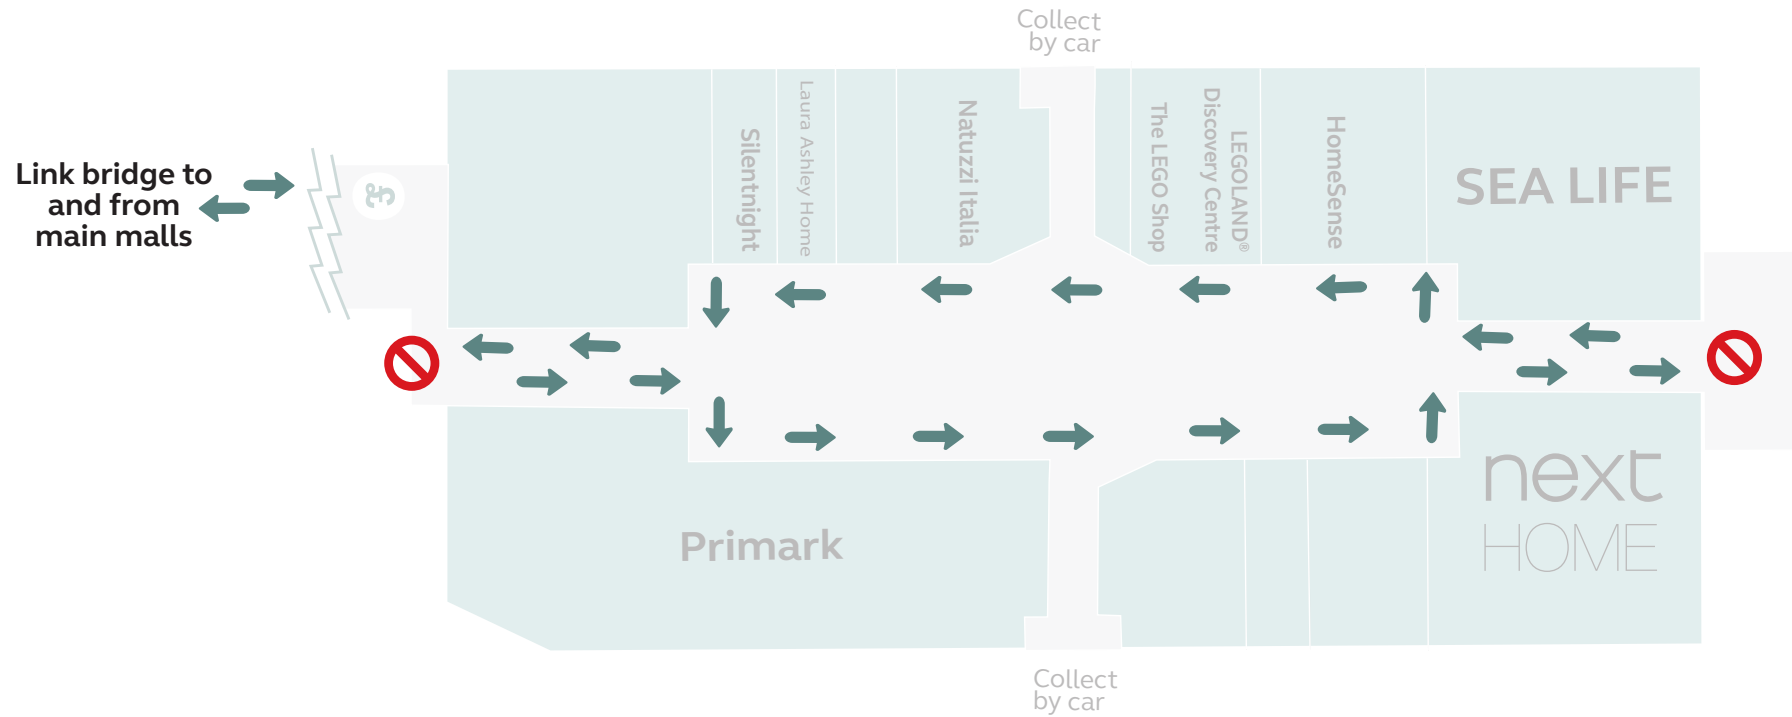 Collect
by car
Link bridge to
and from
main malls
£
Silentnight
Laura Ashley Home
Natuzzi Italia
The LEGO Shop
LEGOLAND®
Discovery Centre
HomeSense
SEA LIFE
Primark
next
HOME
Collect
by car